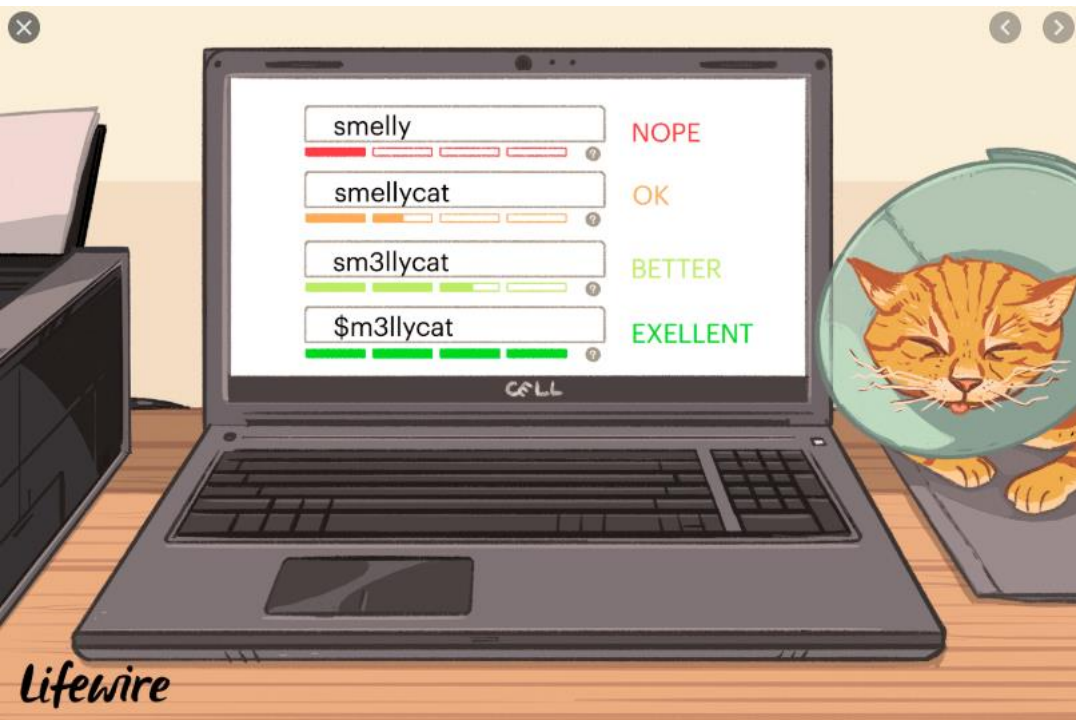 smelly
NOPE
smellycat
OK
sm3llycat
BETTER
$m3llycat
EXELLENT
CELL
Lifewire